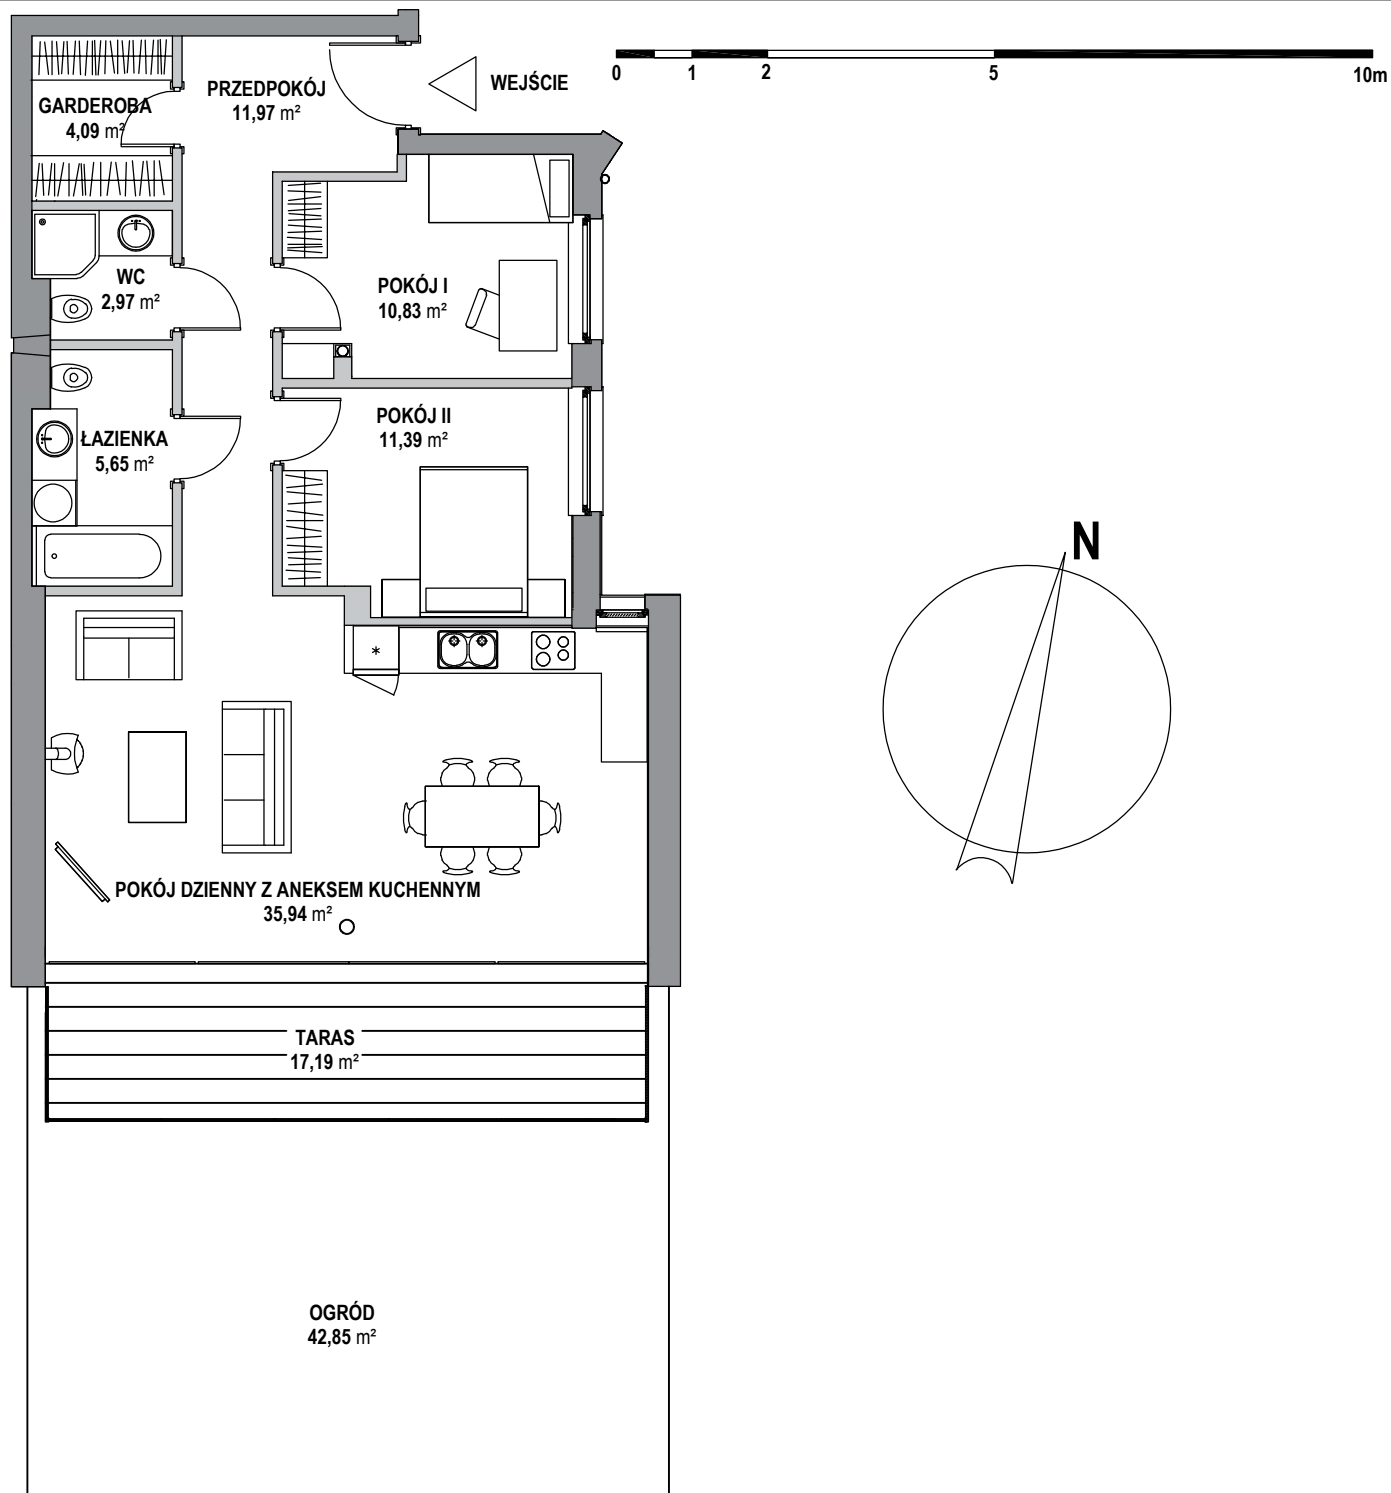 WEJŚCIE
0 1 2 5 10m
PRZEDPOKÓJ
11,97 m²
GARDEROBA
4,09 m²
WC
2,97 m²
POKÓJ I
10,83 m²
POKÓJ II
11,39 m²
ŁAZIENKA
5,65 m²
N
POKÓJ DZIENNY Z ANEKSEM KUCHENNYM
35,94 m²
TARAS
17,19 m²
OGRÓD
42,85 m²